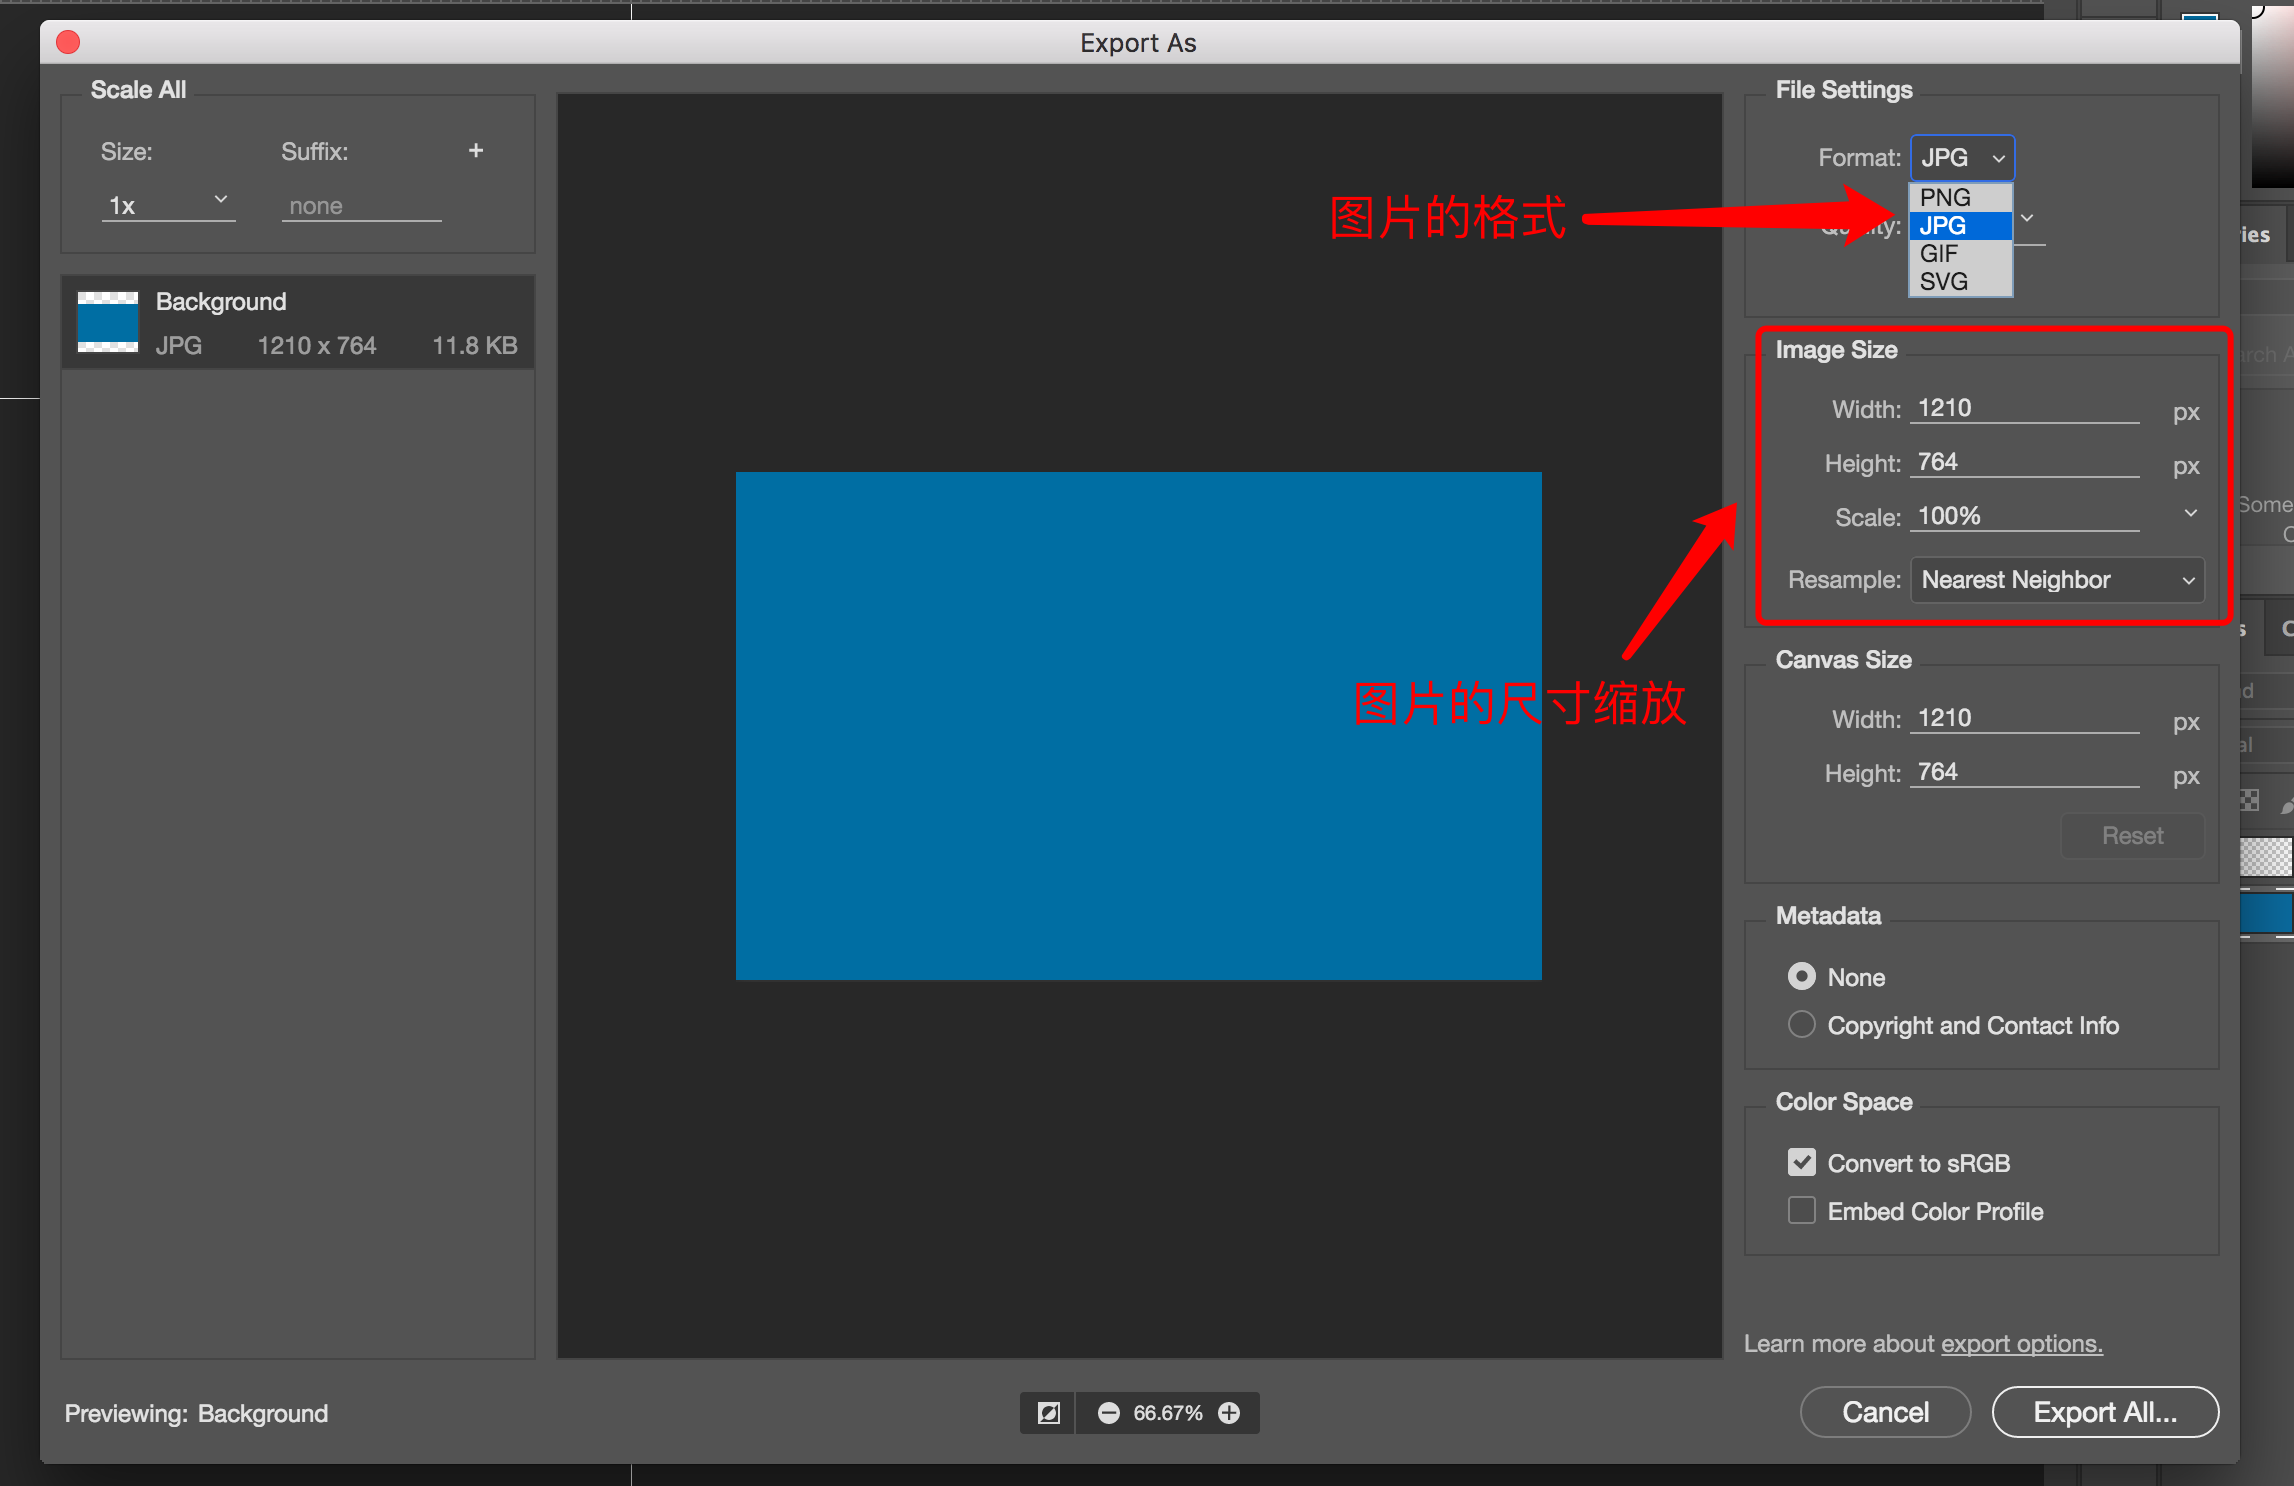 Export As
Scale All
Size:
Suffix:
+
1x
none
Background
JPG
1210 x 764
11.8 KB
图片的格式
图片的尺寸缩放
File Settings
Format:
JPG
PNG
JPG
GIF
SVG
Image Size
Width:
1210
px
Height:
764
px
Scale:
100%
Resample:
Nearest Neighbor
Canvas Size
Width:
1210
px
Height:
764
px
Reset
Metadata
None
Copyright and Contact Info
Color Space
Convert to sRGB
Embed Color Profile
Learn more about export options.
Previewing: Background
66.67%
Cancel
Export All...
Some